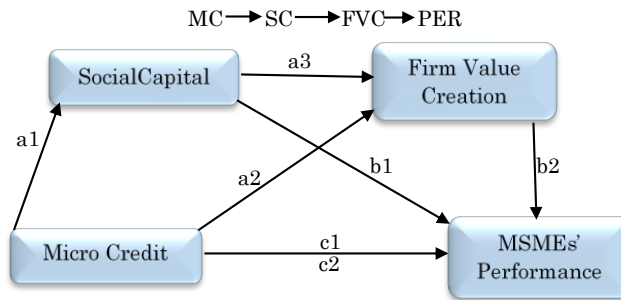 MC SC FVC PER
SocialCapital
a3
Firm Value
Creation
a1
a2
b1
b2
Micro Credit
c1
c2
MSMEs'
Performance